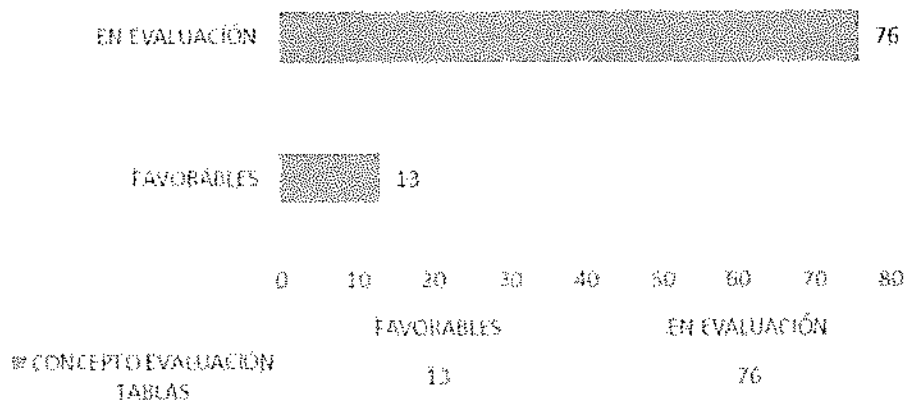 EN EVALUACIÓN 76
FAVORABLES 13
0 10 20 30 40 50 60 70 80
FAVORABLES EN EVALUACIÓN
CONCEPTO EVALUACIÓN TABLAS 13 76